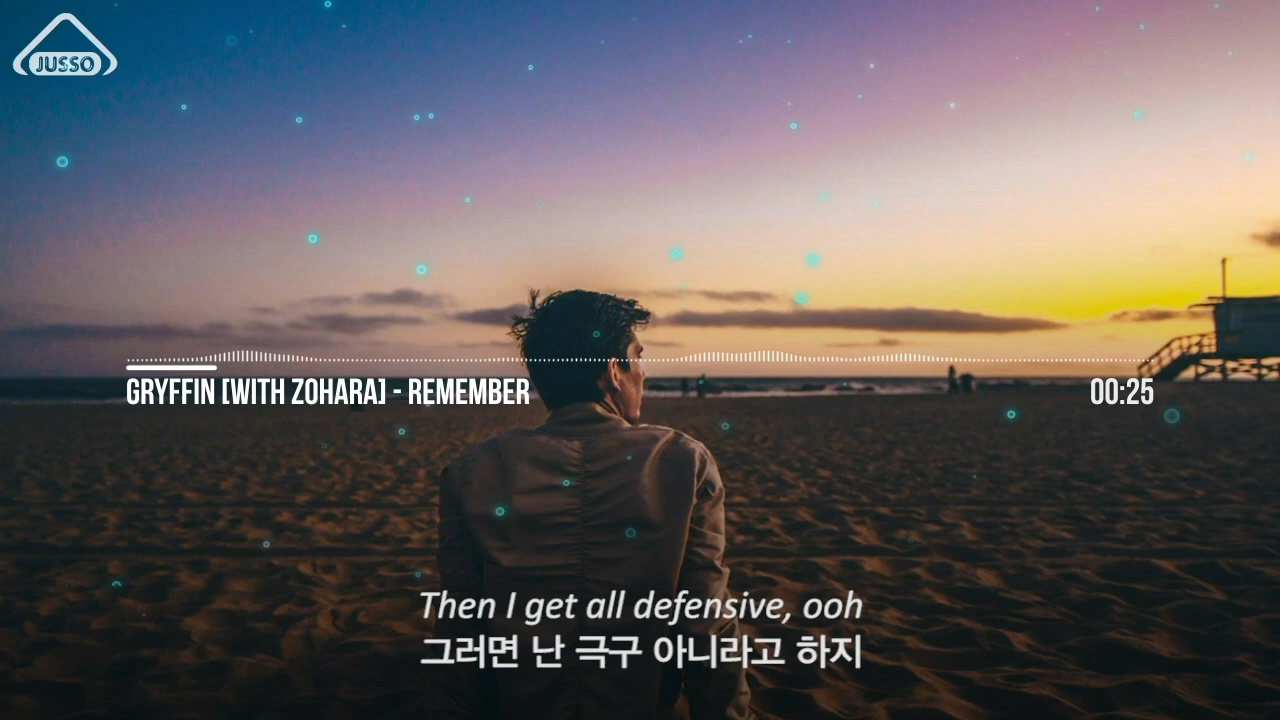 JUSSO
GRYFFIN [WITH ZOHARA] - REMEMBER
00:25
Then I get all defensive, ooh
그러면 난 극구 아니라고 하지